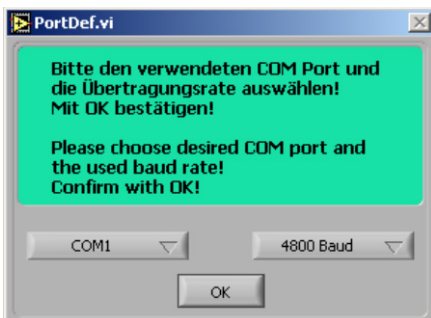 PortDef.vi
Bitte den verwendeten COM Port und
die Übertragungsrate auswählen!
Mit OK bestätigen!
Please choose desired COM port and
the used baud rate!
Confirm with OK!
COM1
4800 Baud
OK